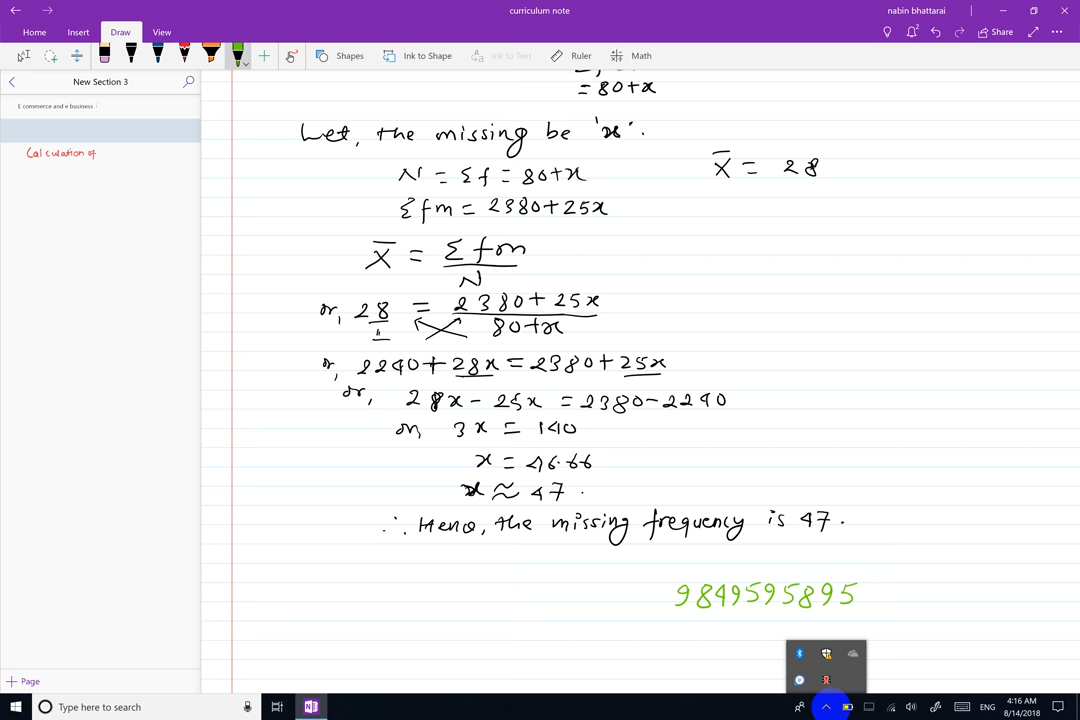 curriculum note
nabin bhattarai
Home
Insert
Draw
View
Share
Shapes
Ink to Shape
Ink to Text
Ruler
Math
New Section 3
E commerce and e business
Calculation of
= 80+x
Let, the missing be 'x'.
N = Σf = 80+x
X̄ = 28
Σfm = 2380+25x
X̄ = Σfm
N
or, 28 = 2380+25x
1 80+x
or, 2240+28x = 2380+25x
or, 28x - 25x = 2380-2240
or, 3x = 140
x = 46.66
x ≈ 47.
∴ Hence, the missing frequency is 47.
9849595895
+ Page
Type here to search
ENG
4:16 AM
8/14/2018